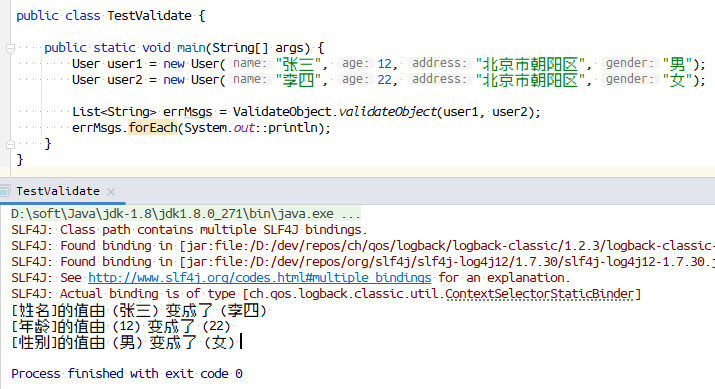 public class TestValidate {
public static void main(String[] args) {
User user1 = new User( name: "张三", age: 12, address: "北京市朝阳区", gender: "男");
User user2 = new User( name: "李四", age: 22, address: "北京市朝阳区", gender: "女");
List<String> errMsgs = ValidateObject.validateObject(user1, user2);
errMsgs.forEach(System.out::println);
}
}
TestValidate ×
D:\soft\Java\jdk-1.8\jdk1.8.0_271\bin\java.exe ...
SLF4J: Class path contains multiple SLF4J bindings.
SLF4J: Found binding in [jar:file:/D:/dev/repos/ch/qos/logback/logback-classic/1.2.3/logback-classic-
SLF4J: Found binding in [jar:file:/D:/dev/repos/org/slf4j/slf4j-log4j12/1.7.30/slf4j-log4j12-1.7.30.j
SLF4J: See http://www.slf4j.org/codes.html#multiple_bindings for an explanation.
SLF4J: Actual binding is of type [ch.qos.logback.classic.util.ContextSelectorStaticBinder]
[姓名]的值由 (张三) 变成了 (李四)
[年龄]的值由 (12) 变成了 (22)
[性别]的值由 (男) 变成了 (女)
Process finished with exit code 0